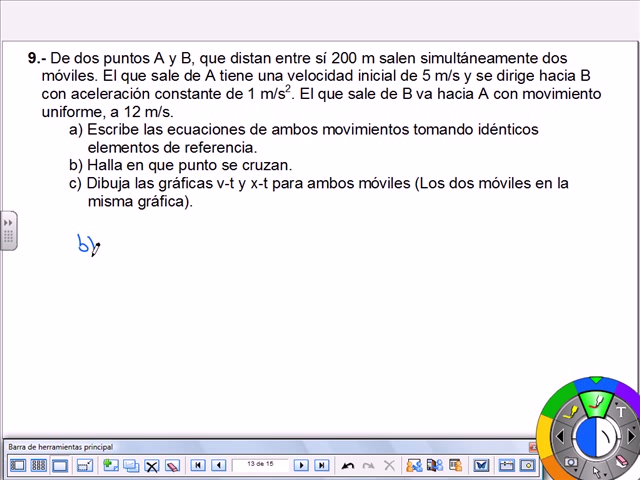 9.- De dos puntos A y B, que distan entre sí 200 m salen simultáneamente dos
móviles. El que sale de A tiene una velocidad inicial de 5 m/s y se dirige hacia B
con aceleración constante de 1 m/s². El que sale de B va hacia A con movimiento
uniforme, a 12 m/s.
a) Escribe las ecuaciones de ambos movimientos tomando idénticos
elementos de referencia.
b) Halla en que punto se cruzan.
c) Dibuja las gráficas v-t y x-t para ambos móviles (Los dos móviles en la
misma gráfica).
b)
T
Barra de herramientas principal
13 de 15